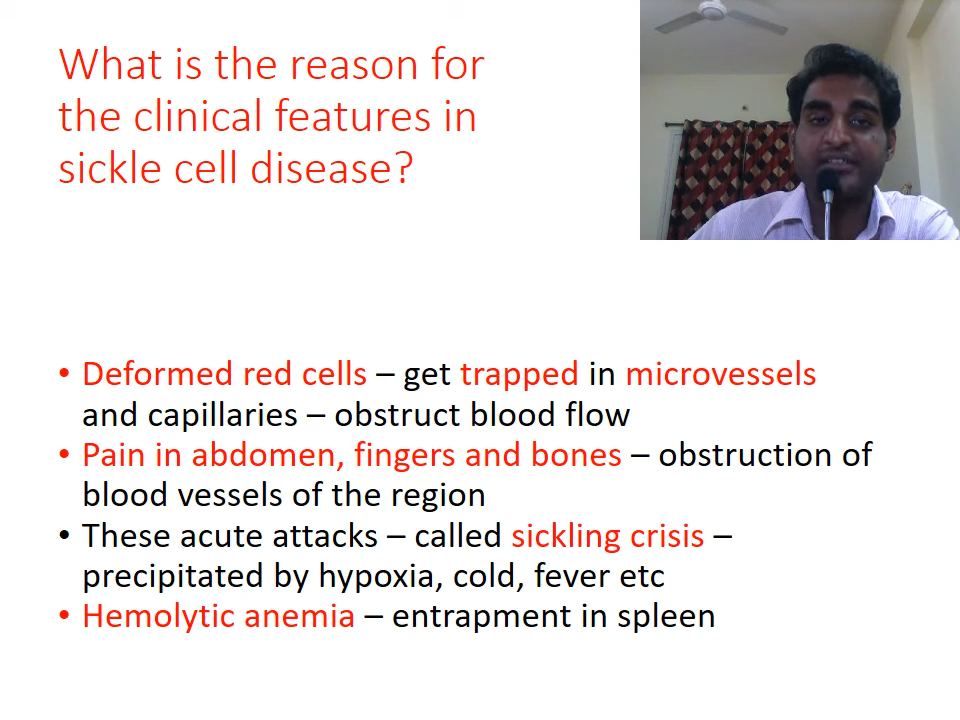 What is the reason for
the clinical features in
sickle cell disease?
• Deformed red cells – get trapped in microvessels
and capillaries – obstruct blood flow
• Pain in abdomen, fingers and bones – obstruction of
blood vessels of the region
• These acute attacks – called sickling crisis –
precipitated by hypoxia, cold, fever etc
• Hemolytic anemia – entrapment in spleen